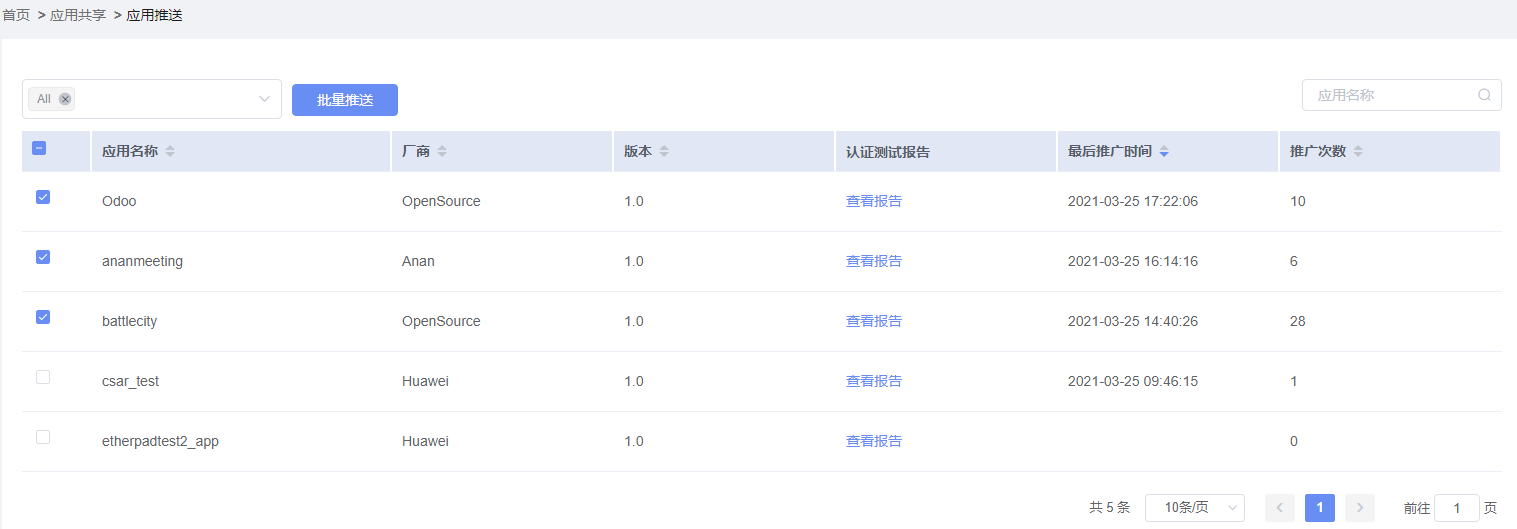 首页 > 应用共享 > 应用推送
All 批量推送 应用名称
应用名称 厂商 版本 认证测试报告 最后推广时间 推广次数
Odoo OpenSource 1.0 查看报告 2021-03-25 17:22:06 10
ananmeeting Anan 1.0 查看报告 2021-03-25 16:14:16 6
battlecity OpenSource 1.0 查看报告 2021-03-25 14:40:26 28
csar_test Huawei 1.0 查看报告 2021-03-25 09:46:15 1
etherpadtest2_app Huawei 1.0 查看报告 0
共 5 条 10条/页 1 前往 1 页